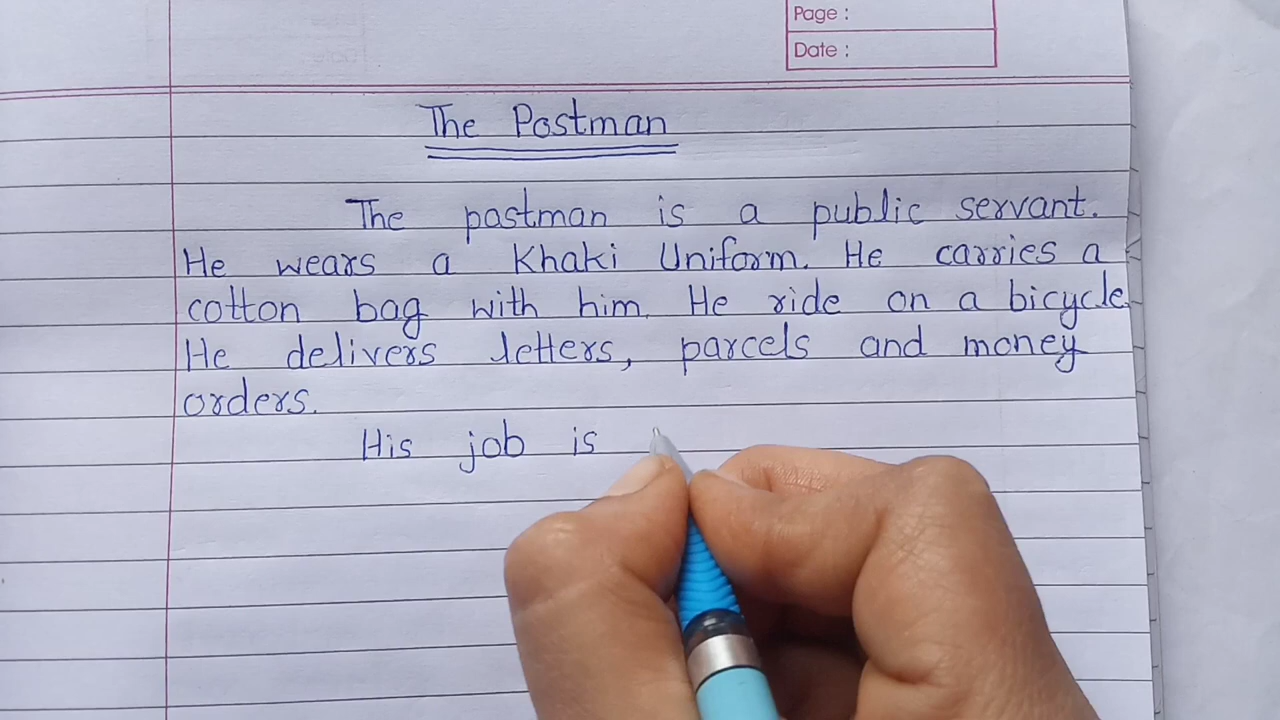 Page :
Date :
The Postman
The postman is a public servant.
He wears a Khaki Uniform. He carries a
cotton bag with him. He ride on a bicycle.
He delivers letters, parcels and money
orders.
His job is